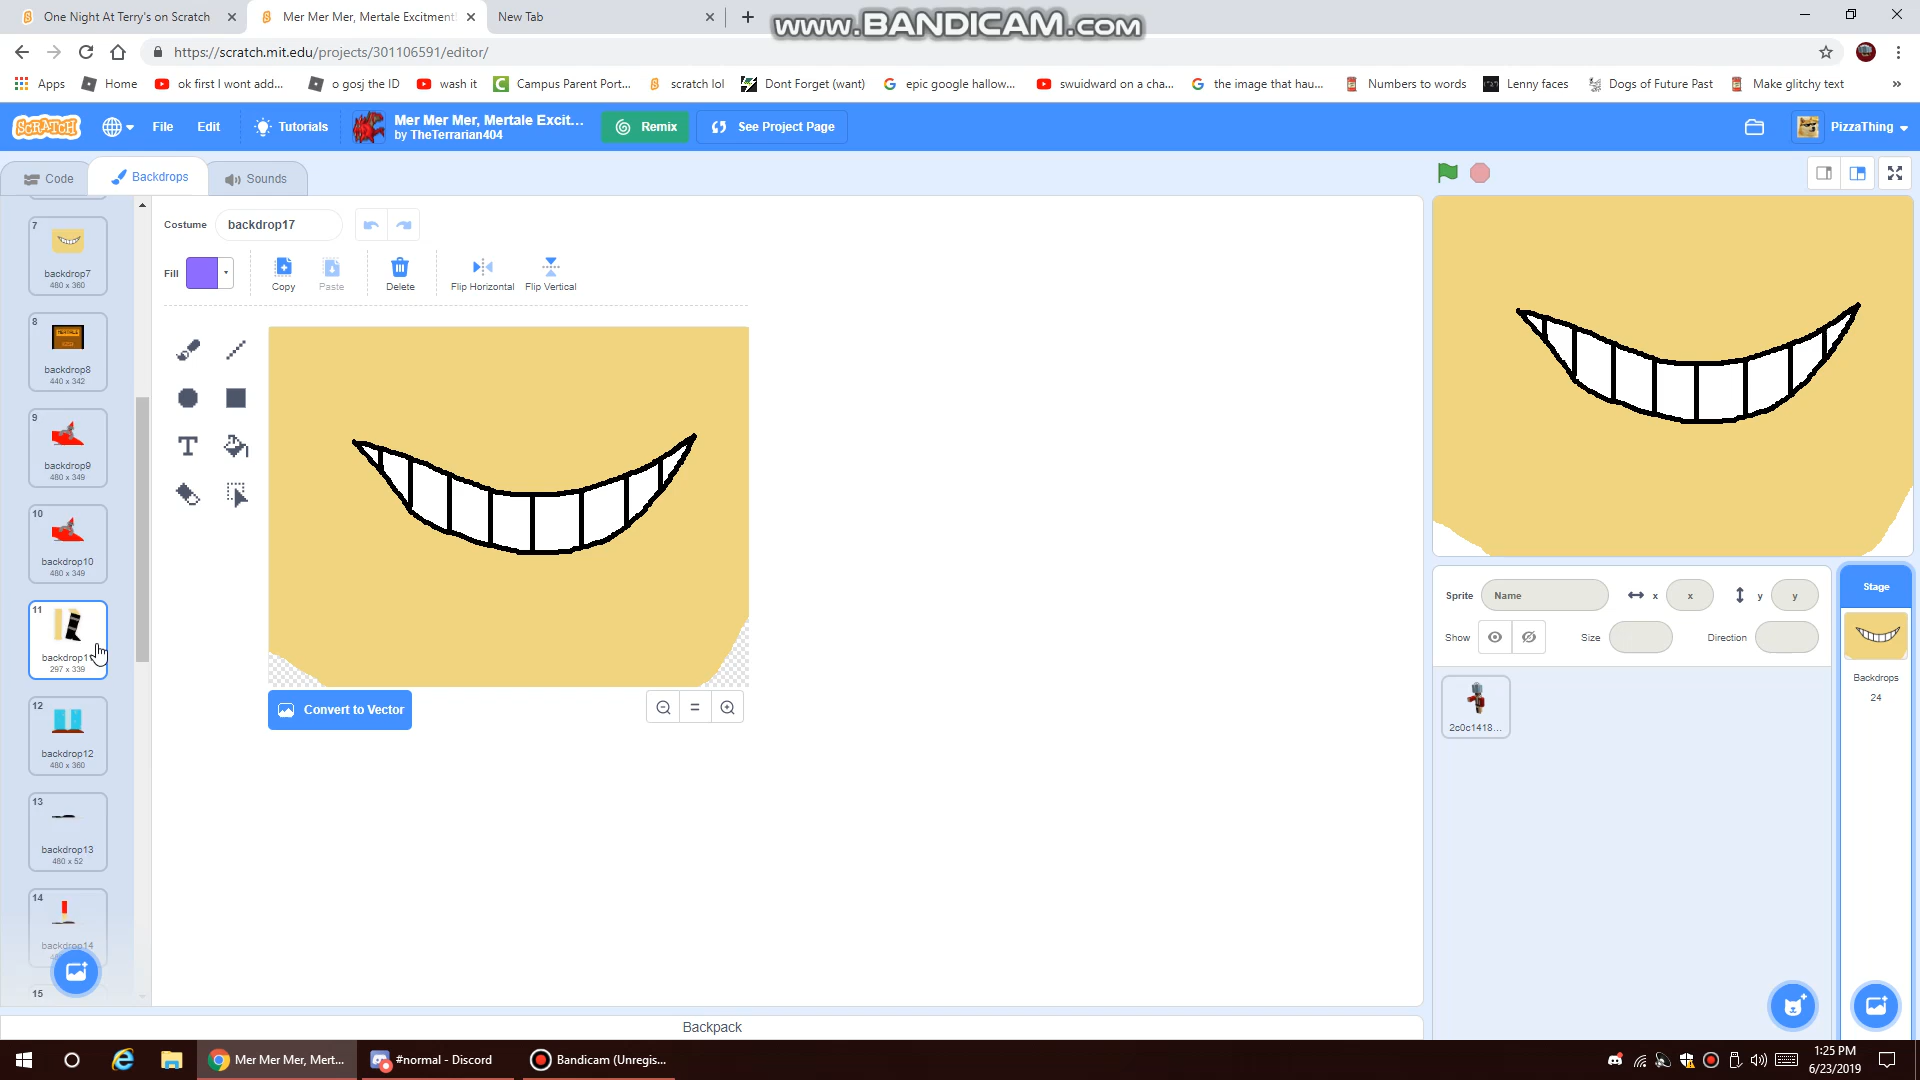 One Night At Terry's on Scratch
Mer Mer Mer, Mertale Excitment
New Tab
www.BANDICAM.com
https://scratch.mit.edu/projects/301106591/editor/
Apps
Home
ok first I wont add...
o gosj the ID
wash it
Campus Parent Port...
scratch lol
Dont Forget (want)
epic google hallow...
swuidward on a cha...
the image that hau...
Numbers to words
Lenny faces
Dogs of Future Past
Make glitchy text
»
SCRATCH
File
Edit
Tutorials
Mer Mer Mer, Mertale Excit...
by TheTerrarian404
Remix
See Project Page
PizzaThing
Code
Backdrops
Sounds
Costume
backdrop17
Fill
Copy
Paste
Delete
Flip Horizontal
Flip Vertical
7
backdrop7
480 x 360
8
backdrop8
440 x 342
9
backdrop9
480 x 349
10
backdrop10
480 x 349
11
backdrop1
297 x 339
12
backdrop12
480 x 360
13
backdrop13
480 x 52
14
backdrop14
15
T
Convert to Vector
Sprite
Name
x
x
y
y
Show
Size
Direction
2c0c1418...
Stage
Backdrops
24
Backpack
Mer Mer Mer, Mert...
#normal - Discord
Bandicam (Unregis...
1:25 PM
6/23/2019